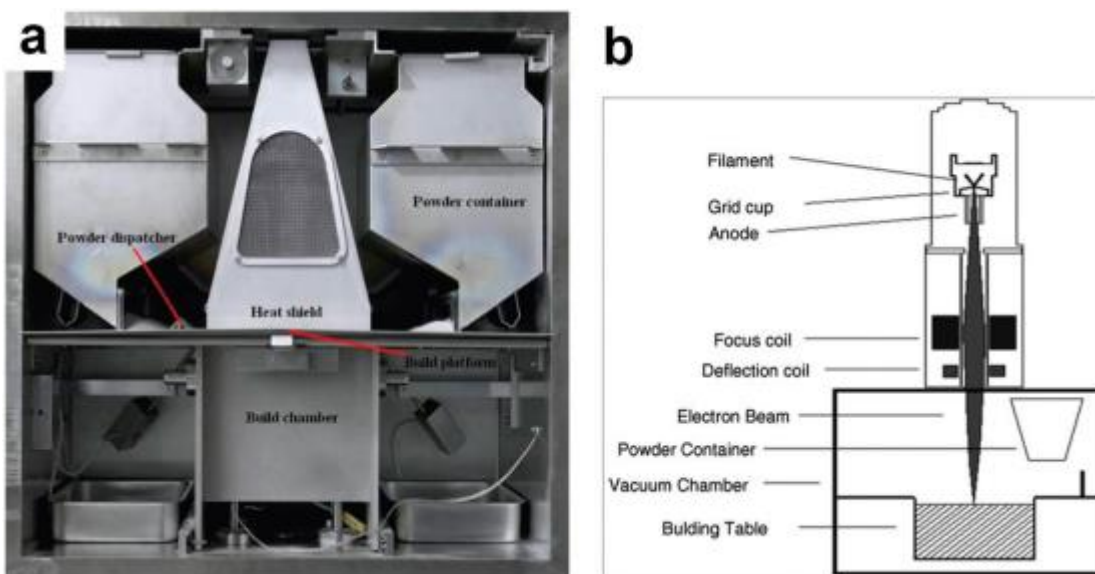 a
Powder container
Powder dispatcher
Heat shield
Build platform
Build chamber
b
Filament
Grid cup
Anode
Focus coil
Deflection coil
Electron Beam
Powder Container
Vacuum Chamber
Bulding Table